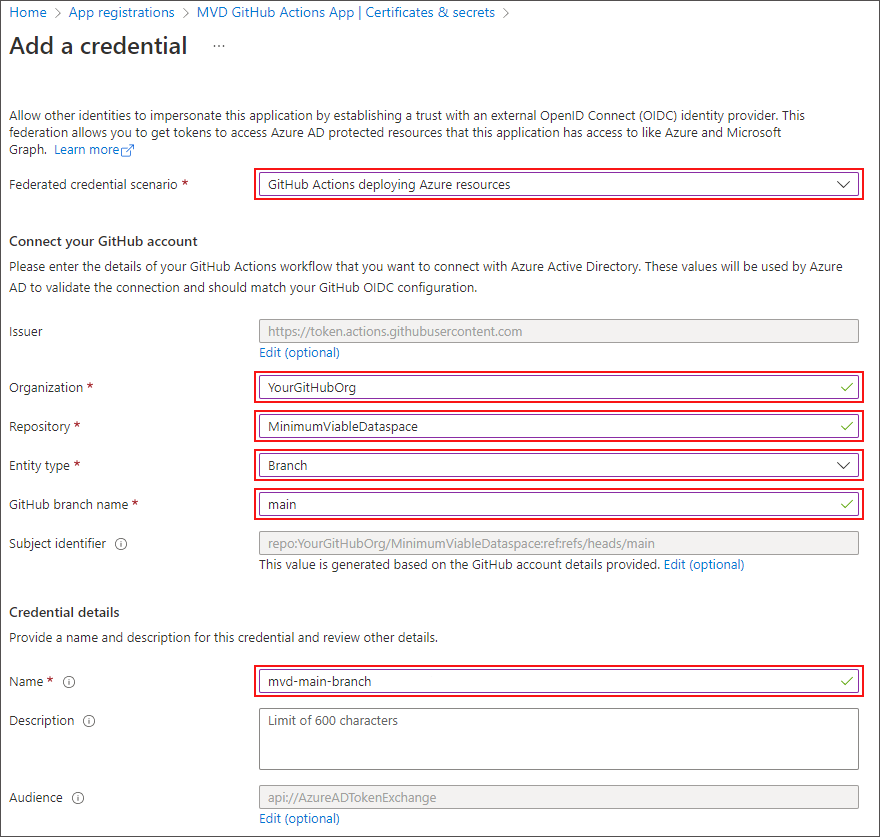 Home > App registrations > MVD GitHub Actions App | Certificates & secrets >
Add a credential ...
Allow other identities to impersonate this application by establishing a trust with an external OpenID Connect (OIDC) identity provider. This
federation allows you to get tokens to access Azure AD protected resources that this application has access to like Azure and Microsoft
Graph. Learn more
Federated credential scenario * GitHub Actions deploying Azure resources
Connect your GitHub account
Please enter the details of your GitHub Actions workflow that you want to connect with Azure Active Directory. These values will be used by Azure
AD to validate the connection and should match your GitHub OIDC configuration.
Issuer https://token.actions.githubusercontent.com
Edit (optional)
Organization * YourGitHubOrg
Repository * MinimumViableDataspace
Entity type * Branch
GitHub branch name * main
Subject identifier repo:YourGitHubOrg/MinimumViableDataspace:ref:refs/heads/main
This value is generated based on the GitHub account details provided. Edit (optional)
Credential details
Provide a name and description for this credential and review other details.
Name * mvd-main-branch
Description Limit of 600 characters
Audience api://AzureADTokenExchange
Edit (optional)